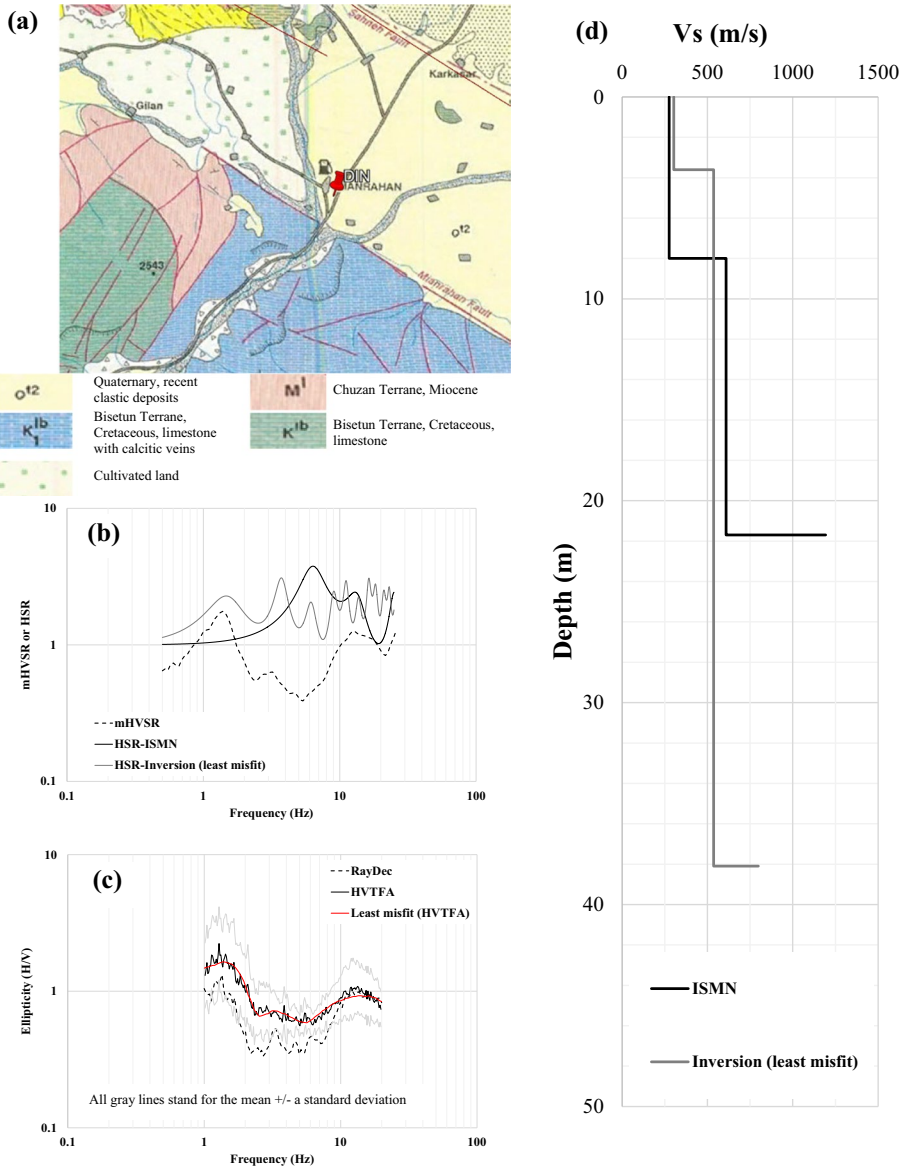 (a)
Sahneh Fault
Karkasar
Gilan
DIN
MIANRAHAN
o t2
2543
Mianrahan Fault
o t2
Quaternary, recent
clastic deposits
M l
Chuzan Terrane, Miocene
K lb 1
Bisetun Terrane,
Cretaceous, limestone
with calcitic veins
K lb
Bisetun Terrane, Cretaceous,
limestone
Cultivated land
(b)
10
1
0.1
mHVSR or HSR
mHVSR
HSR-ISMN
HSR-Inversion (least misfit)
0.1 1 10 100
Frequency (Hz)
(c)
10
1
0.1
Ellipticity (H/V)
RayDec
HVTFA
Least misfit (HVTFA)
All gray lines stand for the mean +/- a standard deviation
0.1 1 10 100
Frequency (Hz)
(d)
Vs (m/s)
0 500 1000 1500
0
10
20
30
40
50
Depth (m)
ISMN
Inversion (least misfit)